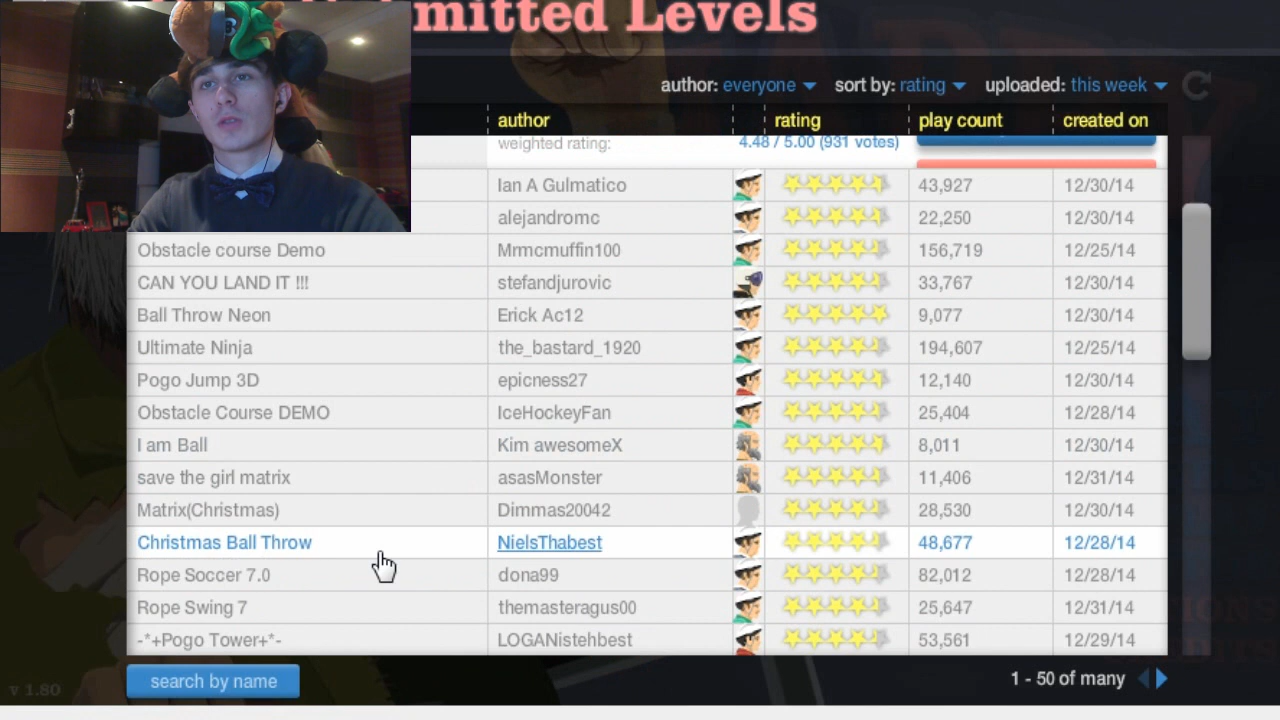 mitted Levels
author: everyone sort by: rating uploaded: this week
author rating play count created on
weighted rating: 4.48 / 5.00 (931 votes)
Ian A Gulmatico 43,927 12/30/14
alejandromc 22,250 12/30/14
Obstacle course Demo Mrmcmuffin100 156,719 12/25/14
CAN YOU LAND IT !!! stefandjurovic 33,767 12/30/14
Ball Throw Neon Erick Ac12 9,077 12/30/14
Ultimate Ninja the_bastard_1920 194,607 12/25/14
Pogo Jump 3D epicness27 12,140 12/30/14
Obstacle Course DEMO IceHockeyFan 25,404 12/28/14
I am Ball Kim awesomeX 8,011 12/30/14
save the girl matrix asasMonster 11,406 12/31/14
Matrix(Christmas) Dimmas20042 28,530 12/30/14
Christmas Ball Throw NielsThabest 48,677 12/28/14
Rope Soccer 7.0 dona99 82,012 12/28/14
Rope Swing 7 themasteragus00 25,647 12/31/14
-*+Pogo Tower+*- LOGANistehbest 53,561 12/29/14
v 1.80 search by name 1 - 50 of many